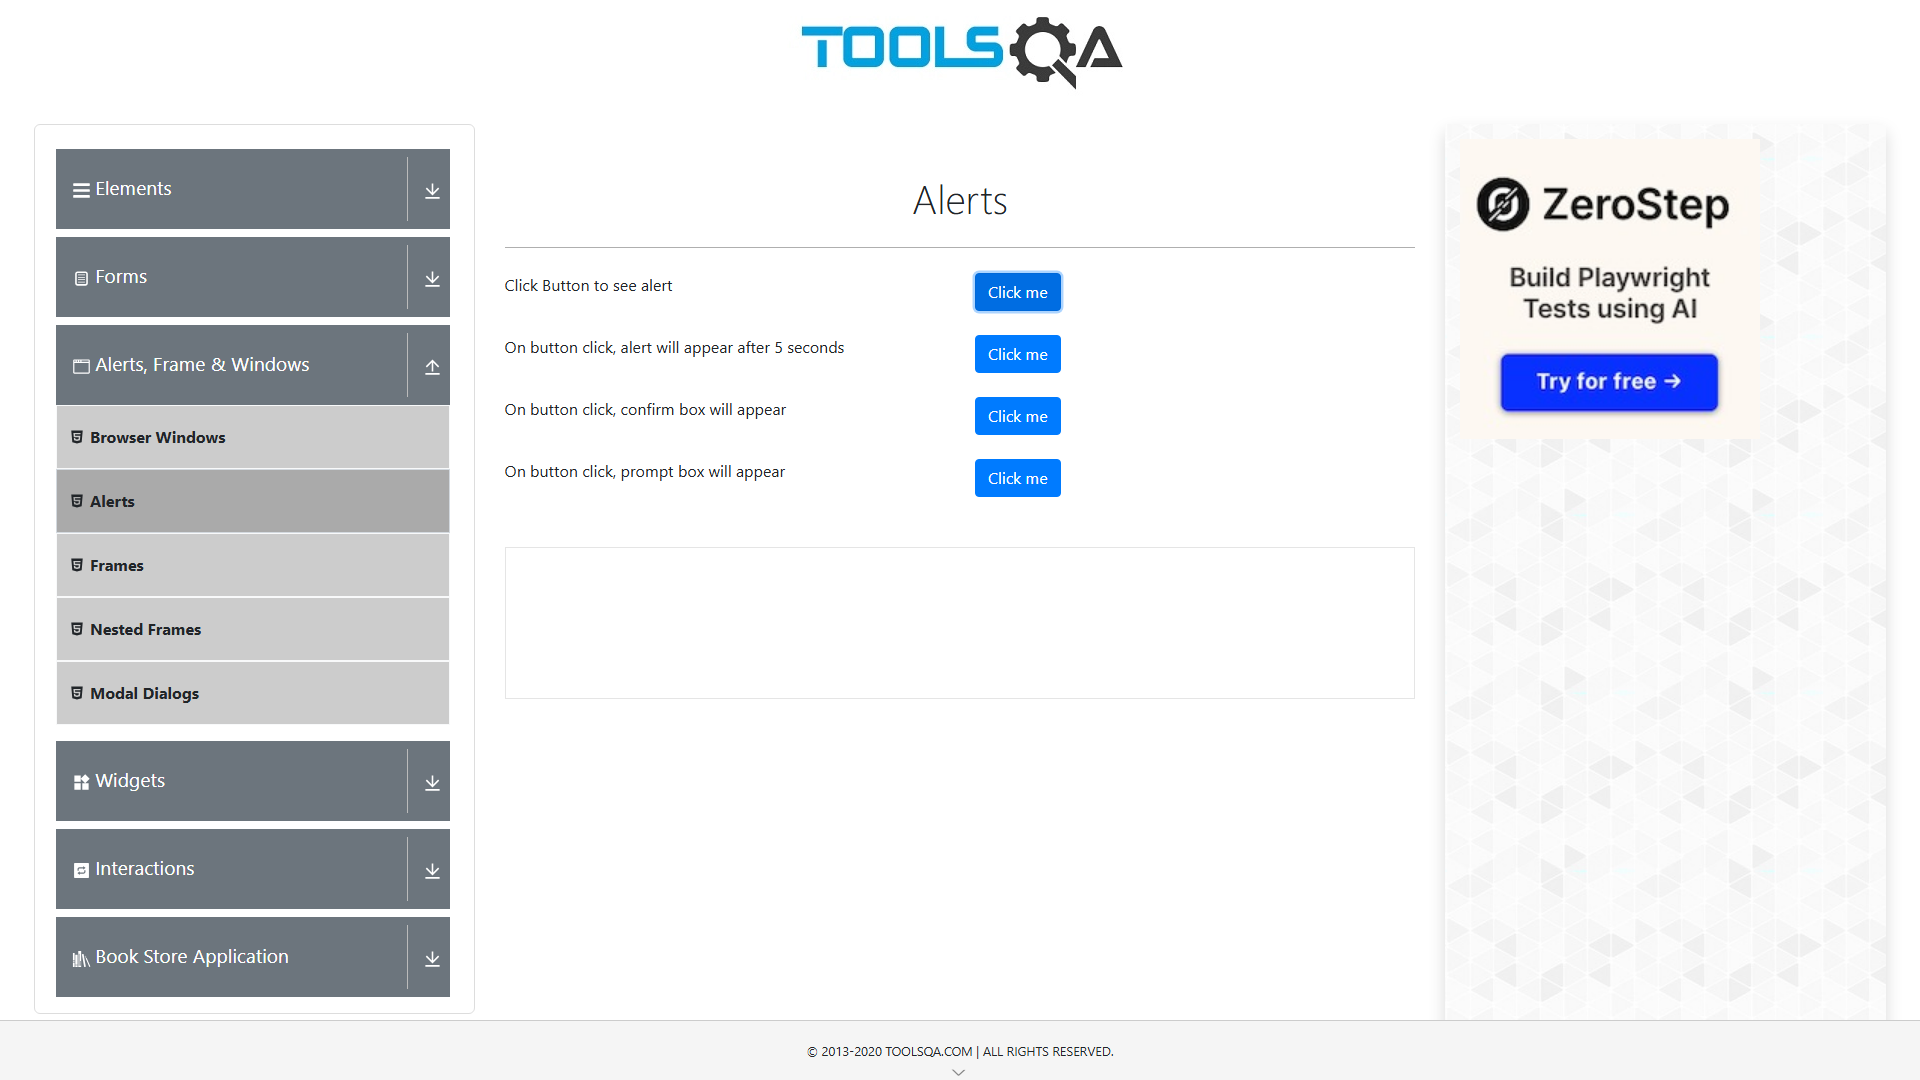 TOOLSQA
Elements
Forms
Alerts, Frame & Windows
Browser Windows
Alerts
Frames
Nested Frames
Modal Dialogs
Widgets
Interactions
Book Store Application
Alerts
Click Button to see alert
Click me
On button click, alert will appear after 5 seconds
Click me
On button click, confirm box will appear
Click me
On button click, prompt box will appear
Click me
ZeroStep
Build Playwright
Tests using AI
Try for free →
© 2013-2020 TOOLSQA.COM | ALL RIGHTS RESERVED.